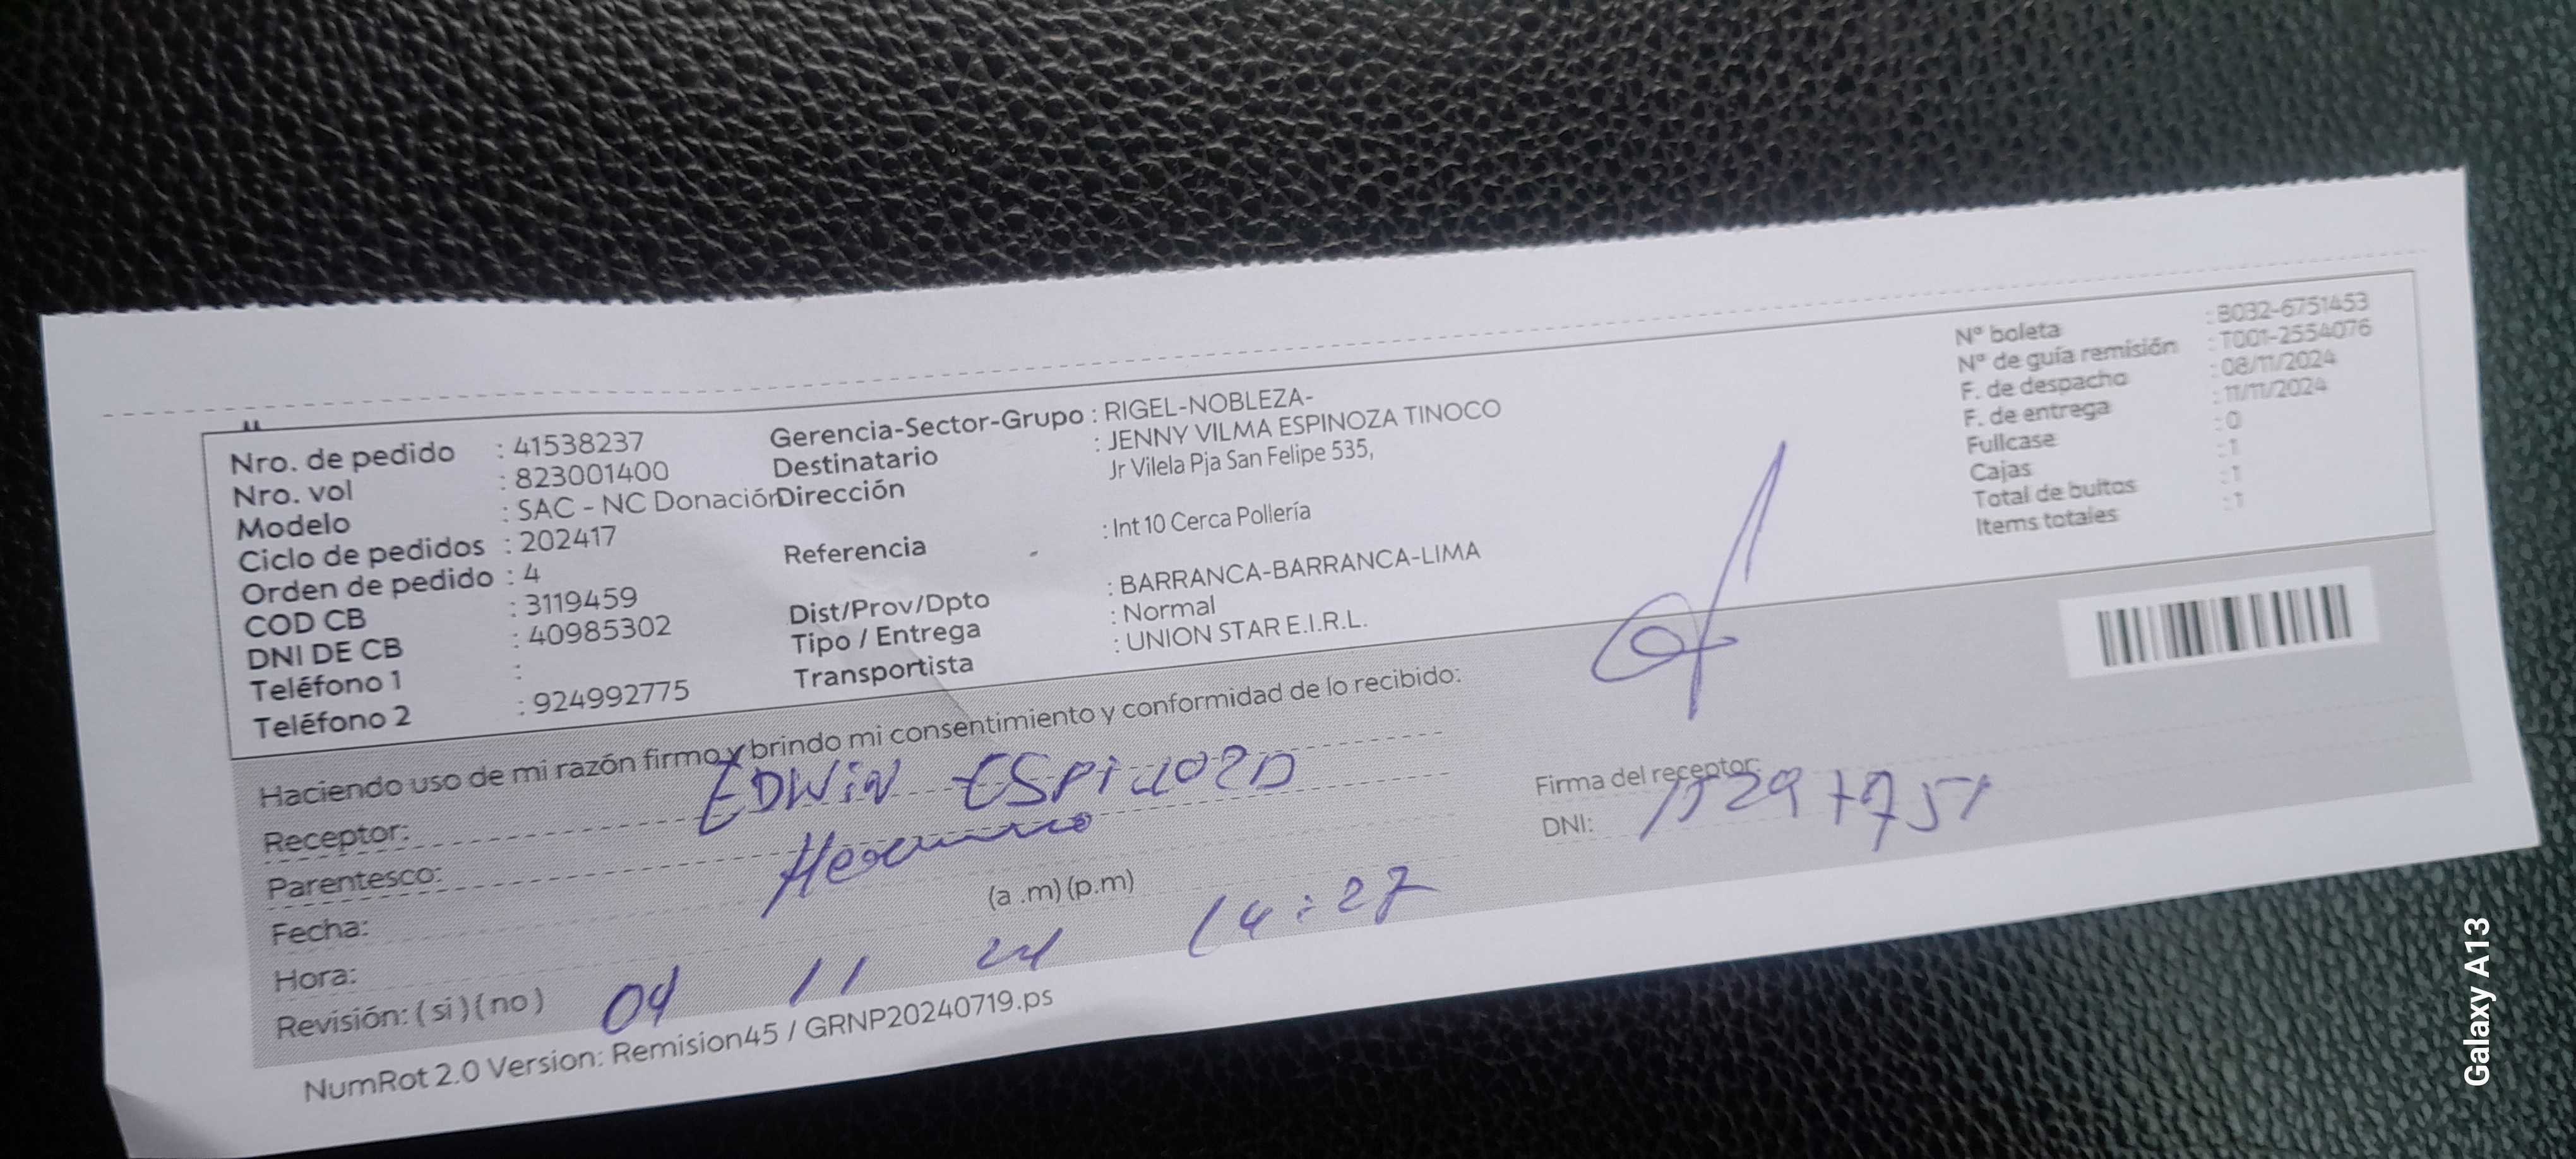 Nro. de pedido : 41538237
Nro. vol : 823001400
Modelo : SAC - NC Donación
Ciclo de pedidos : 202417
Orden de pedido : 4
COD CB : 3119459
DNI DE CB : 40985302
Teléfono 1 :
Teléfono 2 : 924992775
Gerencia-Sector-Grupo : RIGEL-NOBLEZA-
Destinatario : JENNY VILMA ESPINOZA TINOCO
Dirección Jr Vilela Pja San Felipe 535,
Referencia : Int 10 Cerca Pollería
Dist/Prov/Dpto : BARRANCA-BARRANCA-LIMA
Tipo / Entrega : Normal
Transportista : UNION STAR E.I.R.L.
N° boleta : B032-6751453
N° de guía remisión : T001-2554076
F. de despacho : 08/11/2024
F. de entrega : 11/11/2024
Fullcase : 0
Cajas : 1
Total de bultos : 1
Items totales : 1
Haciendo uso de mi razón firmo y brindo mi consentimiento y conformidad de lo recibido:
Receptor: EDWIN ESPINOZA
Parentesco: Hermano
Fecha:
Hora: (a .m) (p.m)
Revisión: ( si ) ( no )
11 24 14:27
Firma del receptor:
DNI:
NumRot 2.0 Version: Remision45 / GRNP20240719.ps
Galaxy A13